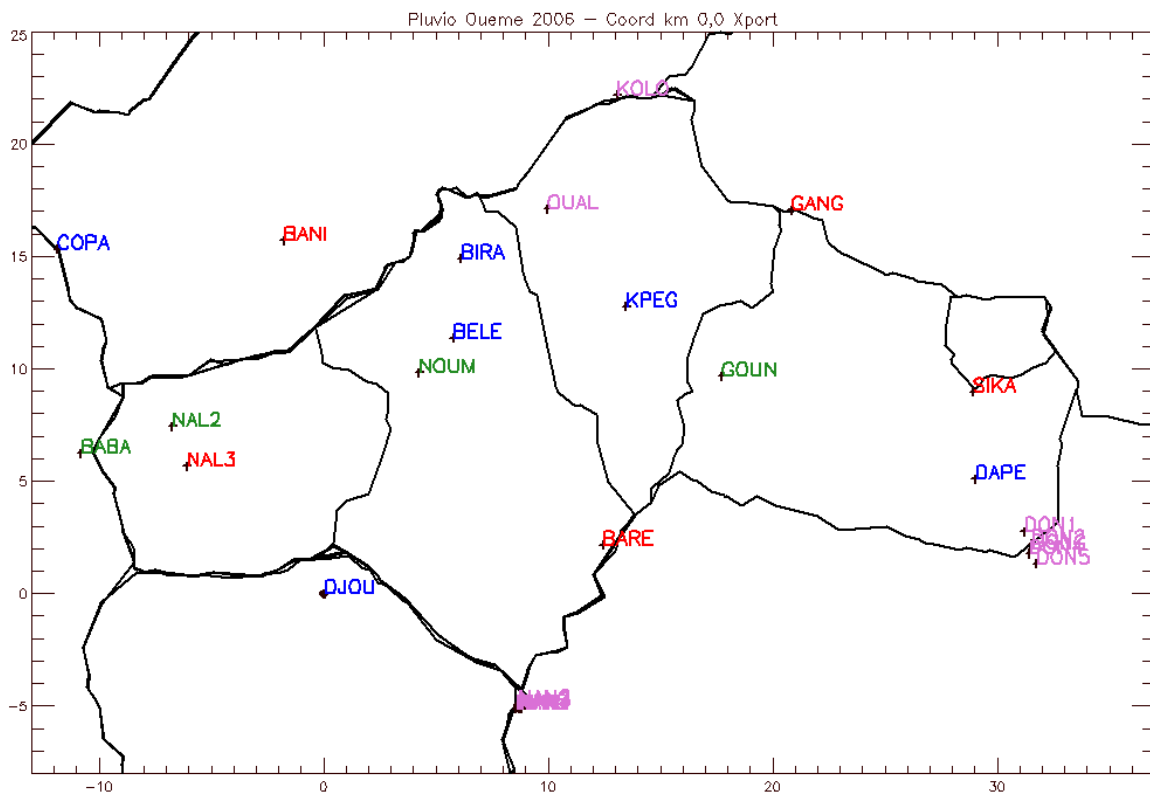 Pluvio Oueme 2006 - Coord km 0,0 Xport
25
KOLO
20
OUAL
GANG
COPA
BANI
15
BIRA
KPEG
BELE
10
NOUM
GOUN
SIKA
NAL2
BABA
NAL3
5
DAPE
DON1
BARE
DON5
0
DJOU
-5
-10
0
10
20
30